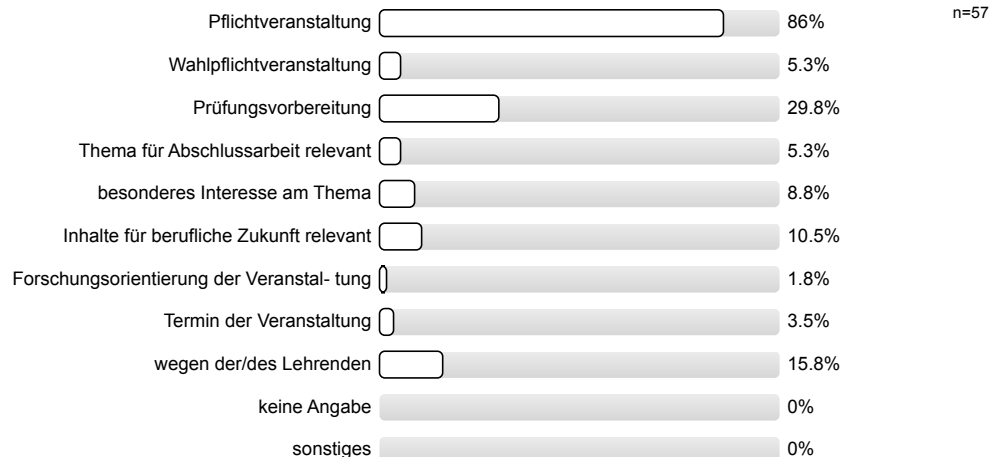 Pflichtveranstaltung 86% n=57
Wahlpflichtveranstaltung 5.3%
Prüfungsvorbereitung 29.8%
Thema für Abschlussarbeit relevant 5.3%
besonderes Interesse am Thema 8.8%
Inhalte für berufliche Zukunft relevant 10.5%
Forschungsorientierung der Veranstal- tung 1.8%
Termin der Veranstaltung 3.5%
wegen der/des Lehrenden 15.8%
keine Angabe 0%
sonstiges 0%